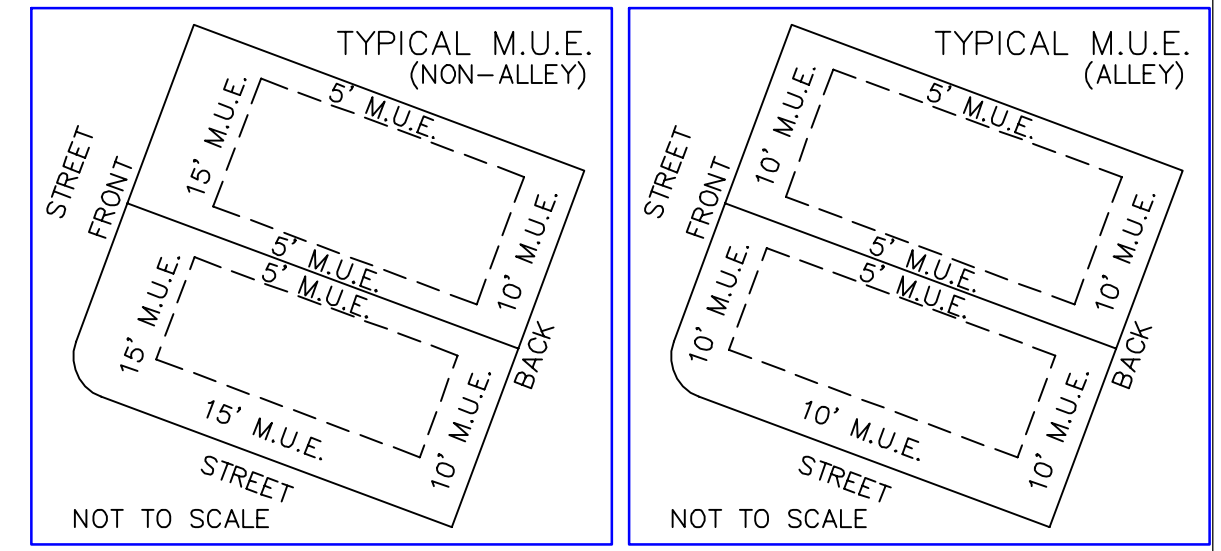 TYPICAL M.U.E.
(NON-ALLEY)
5' M.U.E.
15' M.U.E.
STREET
FRONT
10' M.U.E.
5' M.U.E.
5' M.U.E.
15' M.U.E.
BACK
10' M.U.E.
15' M.U.E.
STREET
NOT TO SCALE
TYPICAL M.U.E.
(ALLEY)
5' M.U.E.
10' M.U.E.
STREET
FRONT
10' M.U.E.
5' M.U.E.
5' M.U.E.
10' M.U.E.
BACK
10' M.U.E.
10' M.U.E.
STREET
NOT TO SCALE